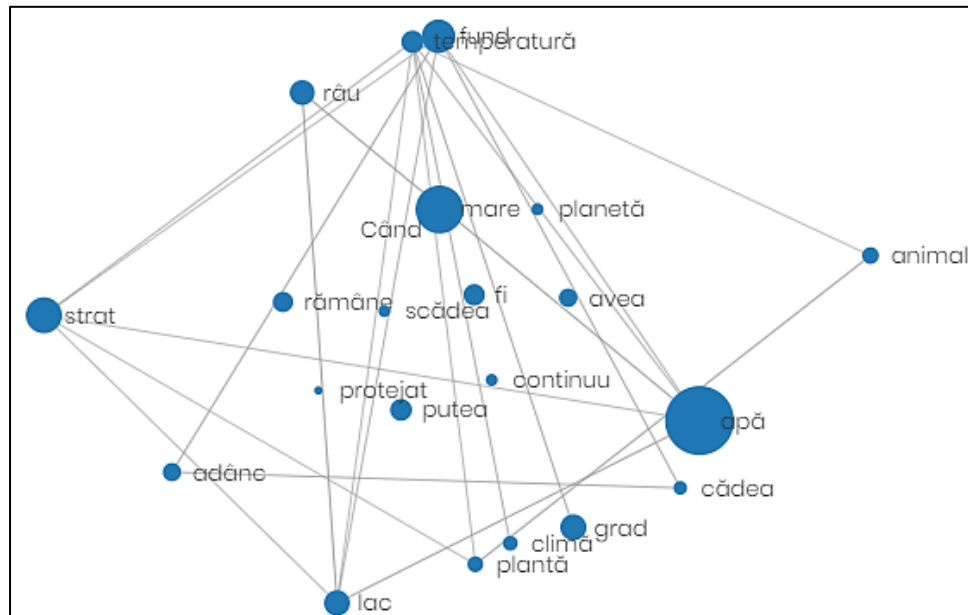 fund
temperatură
râu
mare
planetă
Când
animal
fi
avea
rămâne
scădea
strat
continuu
protejat
putea
apă
adânc
cădea
grad
climă
plantă
lac